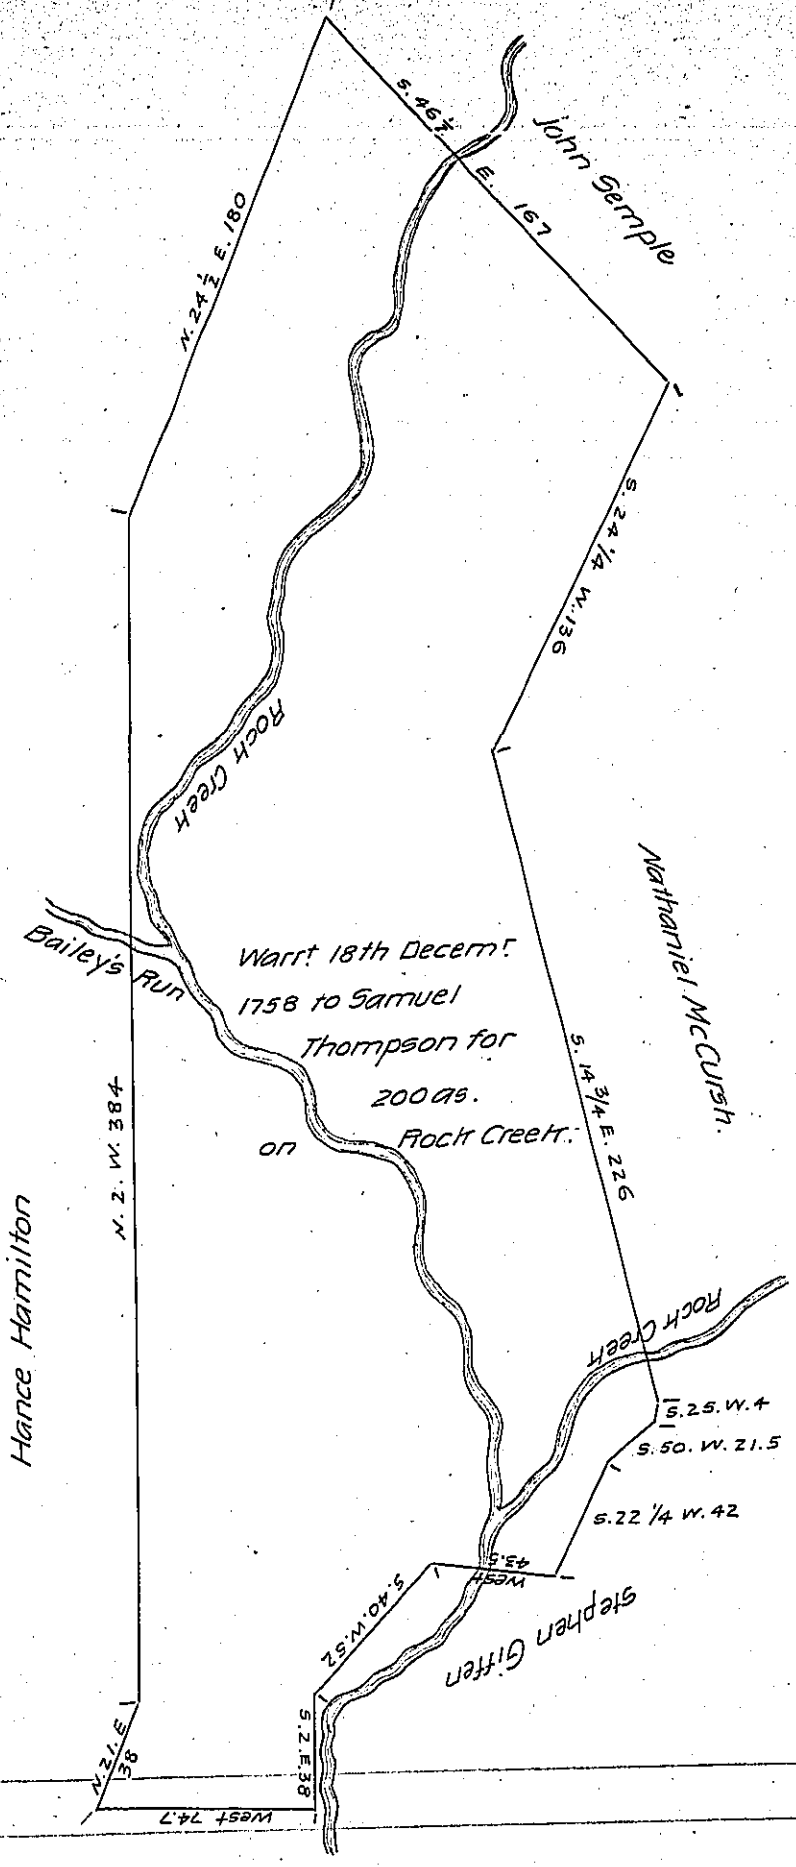 S. 46½ E. 167
John Semple
N. 24½ E. 180
S. 24 1/4 W. 136
Rock Creek
Bailey's Run
Warrt 18th Decemr.
1758 to Samuel
Thompson for
200 as.
on Rock Creek.
Nathaniel McCursh.
S. 14 3/4 E. 226
N. 2. W. 384
Hance Hamilton
Rock Creek
S. 25. W. 4
S. 50. W. 21.5
S. 22 1/4 W. 42
West
43.5
S. 40. W. 52
Stephen Giffen
S. 2. E. 38
N. 21. E
38
West 74.7